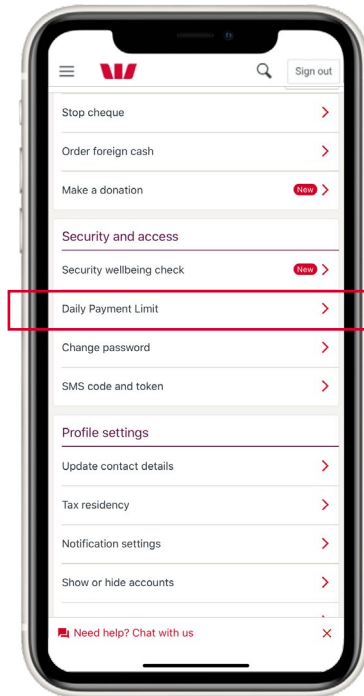 Sign out
Stop cheque
Order foreign cash
Make a donation New
Security and access
Security wellbeing check New
Daily Payment Limit
Change password
SMS code and token
Profile settings
Update contact details
Tax residency
Notification settings
Show or hide accounts
Need help? Chat with us